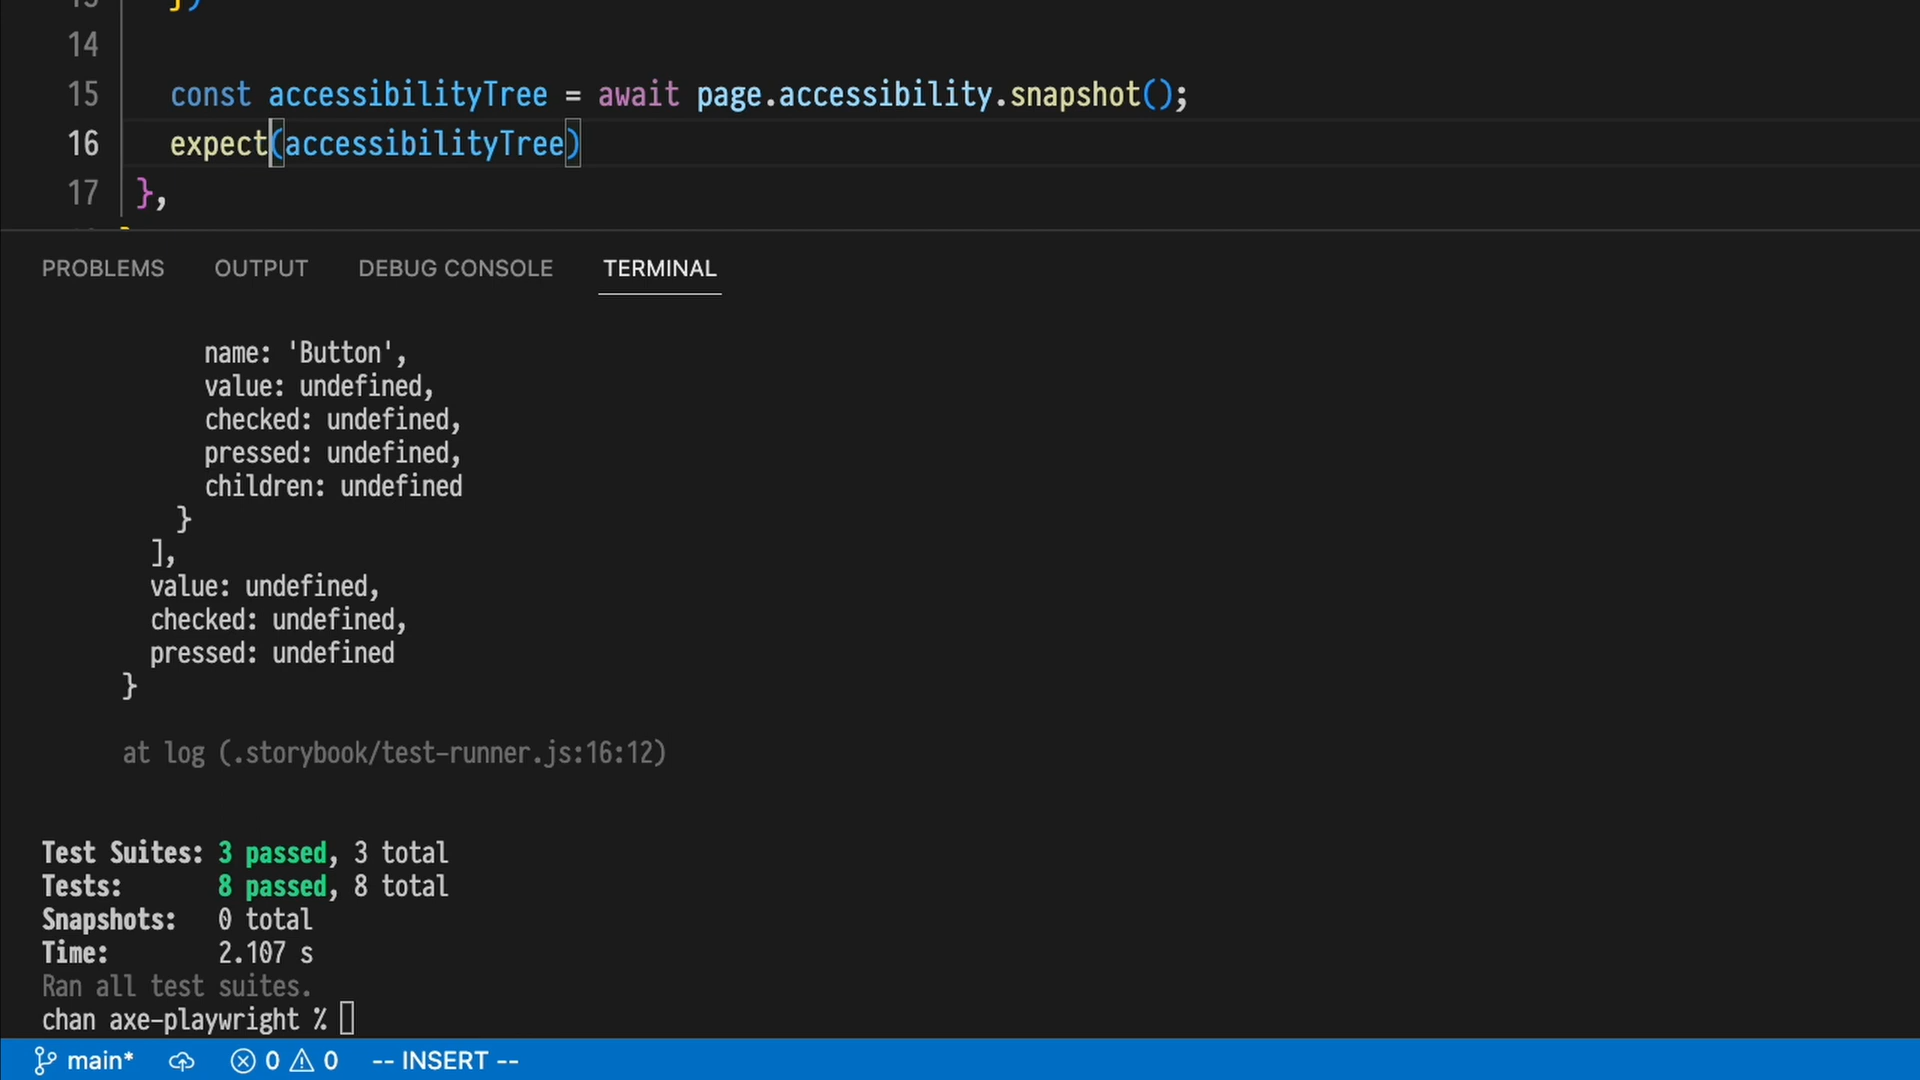 13 })
14
15 const accessibilityTree = await page.accessibility.snapshot();
16 expect(accessibilityTree)
17 },
PROBLEMS OUTPUT DEBUG CONSOLE TERMINAL
name: 'Button',
value: undefined,
checked: undefined,
pressed: undefined,
children: undefined
}
],
value: undefined,
checked: undefined,
pressed: undefined
}
at log (.storybook/test-runner.js:16:12)
Test Suites: 3 passed, 3 total
Tests: 8 passed, 8 total
Snapshots: 0 total
Time: 2.107 s
Ran all test suites.
chan axe-playwright %
main* 0 0 -- INSERT --